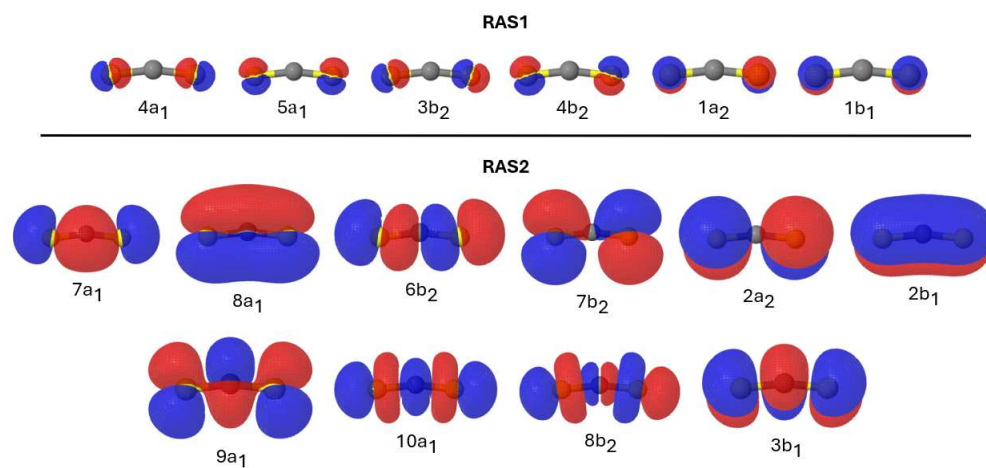 RAS1
4a₁ 5a₁ 3b₂ 4b₂ 1a₂ 1b₁
RAS2
7a₁ 8a₁ 6b₂ 7b₂ 2a₂ 2b₁
9a₁ 10a₁ 8b₂ 3b₁